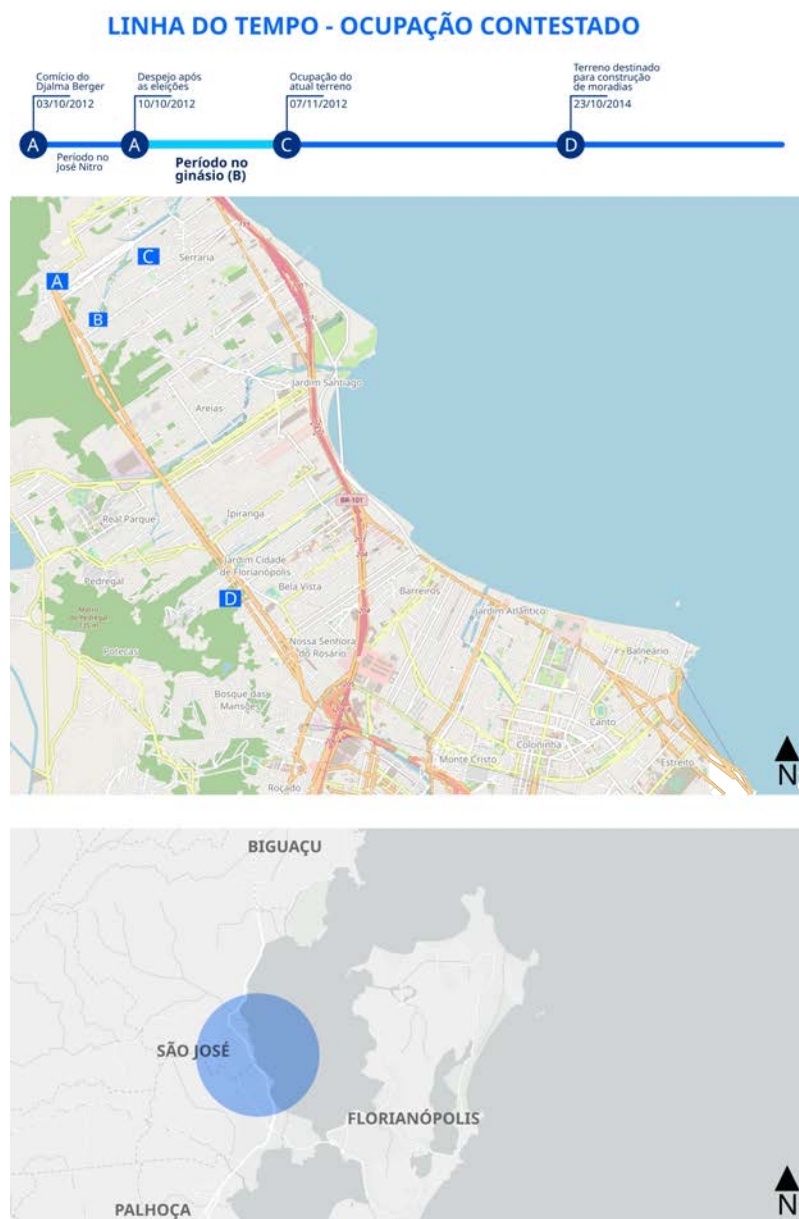 LINHA DO TEMPO - OCUPAÇÃO CONTESTADO
Comício do
Djalma Berger
03/10/2012
Despejo após
as eleições
10/10/2012
Ocupação do
atual terreno
07/11/2012
Terreno destinado
para construção
de moradias
23/10/2014
A
A
C
D
Período no
José Nitro
Período no
ginásio (B)
C
Serraria
A
B
Jardim Santiago
Areias
BR-101
Real Parque
Ipiranga
Jardim Cidade
de Florianópolis
Pedregal
Bela Vista
Barreiros
D
Jardim Atlântico
Nossa Senhora
do Rosário
Potecas
Balneário
Bosque das
Mansões
Canto
Coloninha
Monte Cristo
Estreito
Roçado
N
BIGUAÇU
SÃO JOSÉ
FLORIANÓPOLIS
PALHOÇA
N